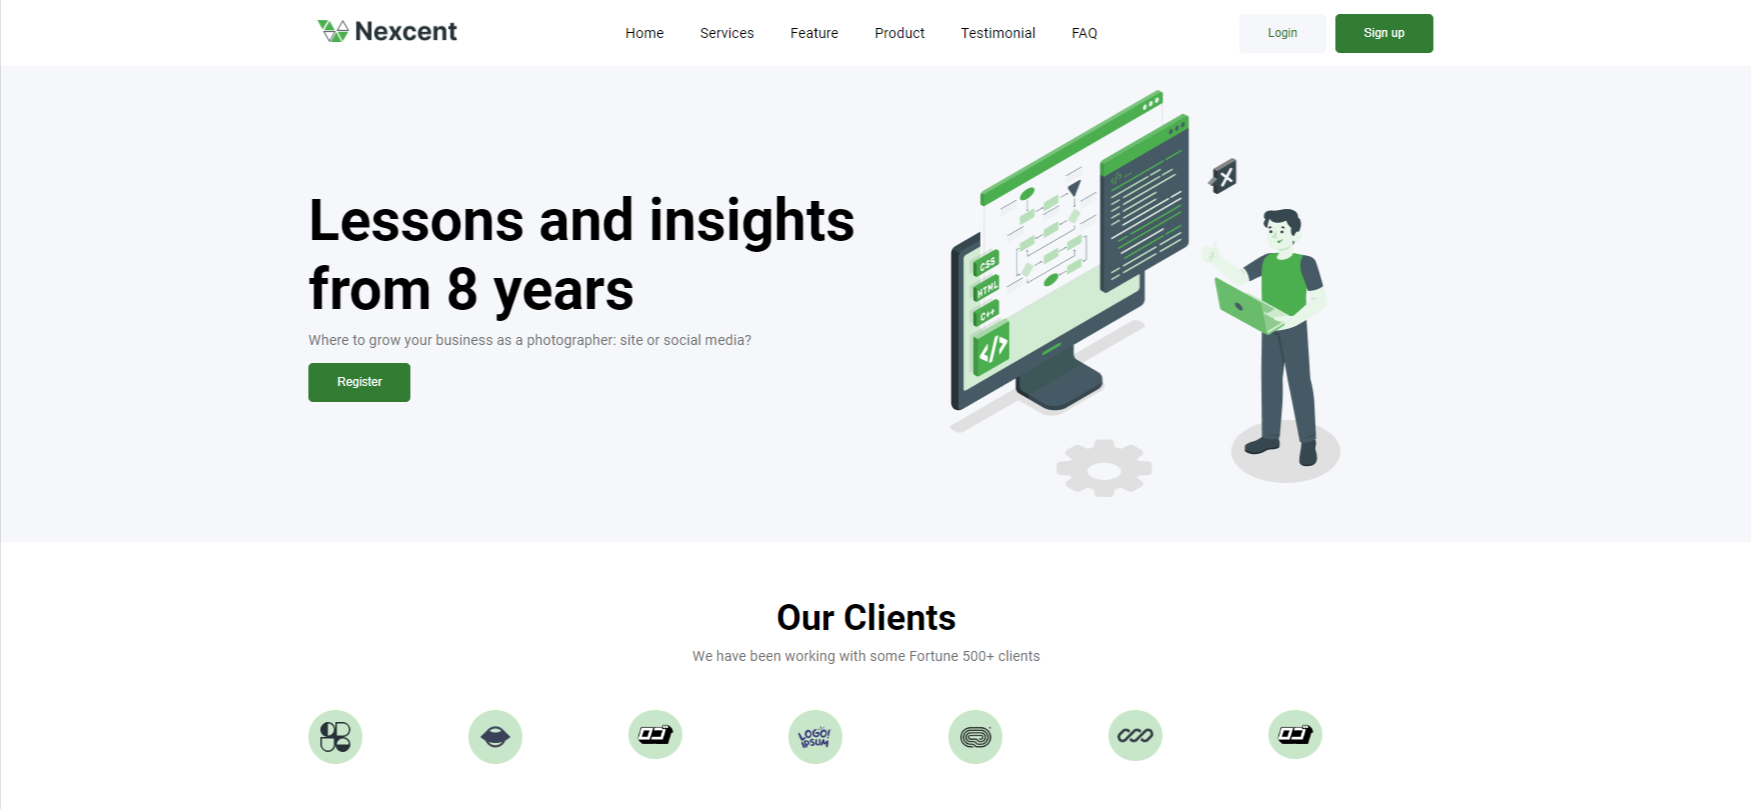 Nexcent
Home Services Feature Product Testimonial FAQ
Login
Sign up
Lessons and insights
from 8 years
Where to grow your business as a photographer: site or social media?
Register
CSS
HTML
C++
</>
Our Clients
We have been working with some Fortune 500+ clients
LOGO!
IPSUM